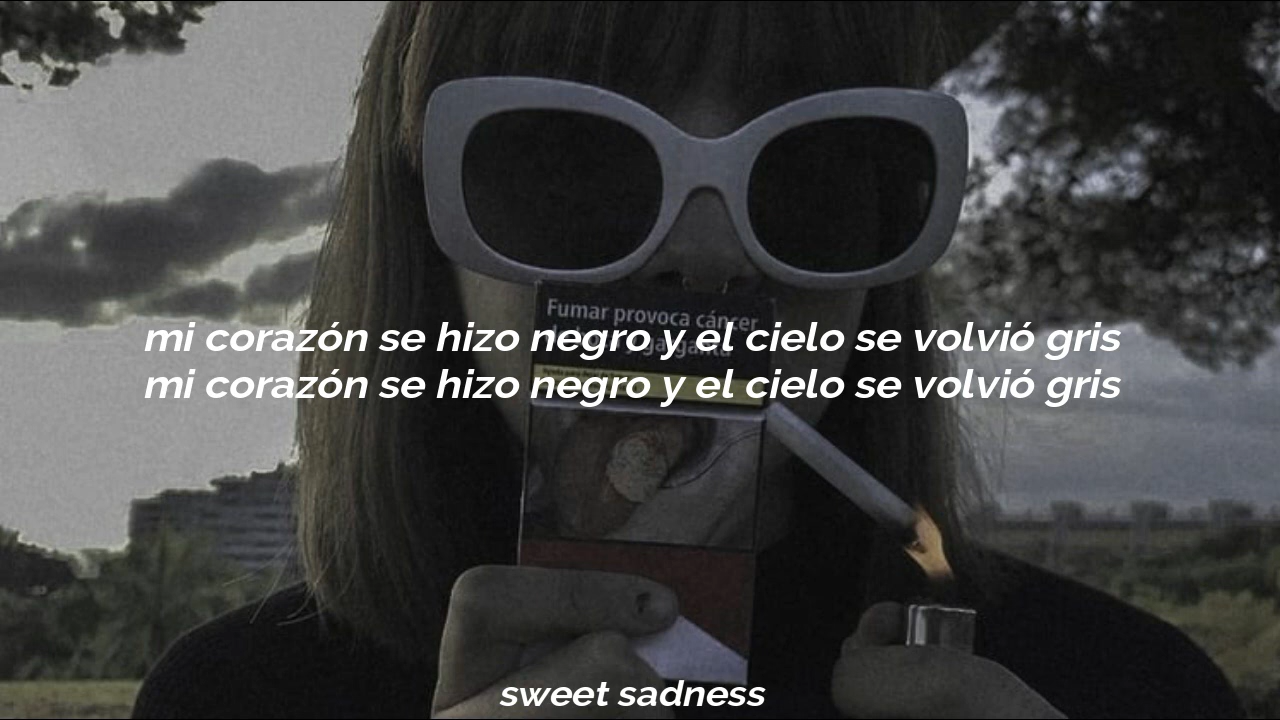 Fumar provoca cáncer
mi corazón se hizo negro y el cielo se volvió gris
mi corazón se hizo negro y el cielo se volvió gris
sweet sadness